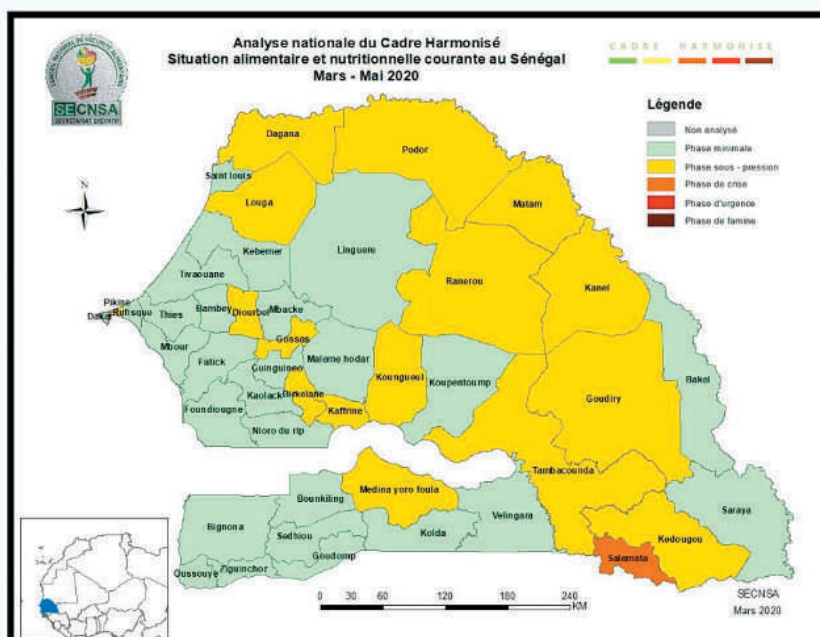 Analyse nationale du Cadre Harmonisé
Situation alimentaire et nutritionnelle courante au Sénégal
Mars - Mai 2020
CADRE HARMONISE
SECNSA
SECRETARIAT EXECUTIF
Légende
Non analysé
Phase minimale
Phase sous - pression
Phase de crise
Phase d'urgence
Phase de famine
N
Dagana
Podor
Saint louis
Louga
Matam
Linguere
Kebemer
Ranerou
Kanel
Tivaouane
Pikine
Dakar
Rufisque
Thies
Bambey
Diourbel
Mbacke
Mbour
Gossas
Fatick
Guinguineo
Maleme hodar
Koungueul
Koupentoump
Bakel
Goudiry
Foundiougne
Kaolack
Birkelane
Kaffrine
Nioro du rip
Tambacounda
Medina yoro foula
Bounkiling
Velingara
Saraya
Bignona
Sedhiou
Kolda
Kedougou
Goudomp
Salemata
Oussouye
Ziguinchor
0 30 60 120 180 240
KM
SECNSA
Mars 2020